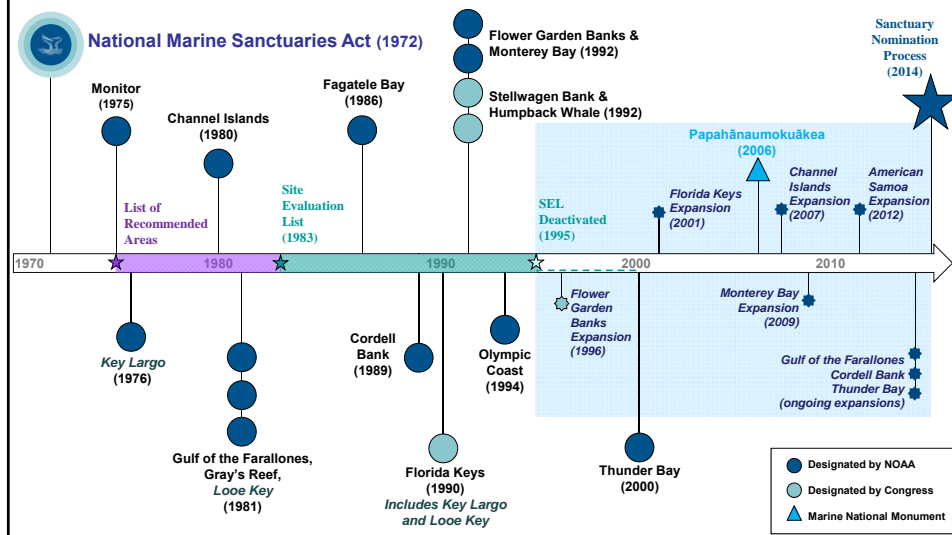 National Marine Sanctuaries Act (1972)
Monitor
(1975)
Channel Islands
(1980)
Fagatele Bay
(1986)
Flower Garden Banks &
Monterey Bay (1992)
Stellwagen Bank &
Humpback Whale (1992)
Sanctuary
Nomination
Process
(2014)
Papahānaumokuākea
(2006)
Florida Keys
Expansion
(2001)
Channel
Islands
Expansion
(2007)
American
Samoa
Expansion
(2012)
List of
Recommended
Areas
Site
Evaluation
List
(1983)
SEL
Deactivated
(1995)
1970
1980
1990
2000
2010
Key Largo
(1976)
Gulf of the Farallones,
Gray's Reef,
Looe Key
(1981)
Cordell
Bank
(1989)
Florida Keys
(1990)
Includes Key Largo
and Looe Key
Olympic
Coast
(1994)
Flower
Garden
Banks
Expansion
(1996)
Thunder Bay
(2000)
Monterey Bay
Expansion
(2009)
Gulf of the Farallones
Cordell Bank
Thunder Bay
(ongoing expansions)
Designated by NOAA
Designated by Congress
Marine National Monument